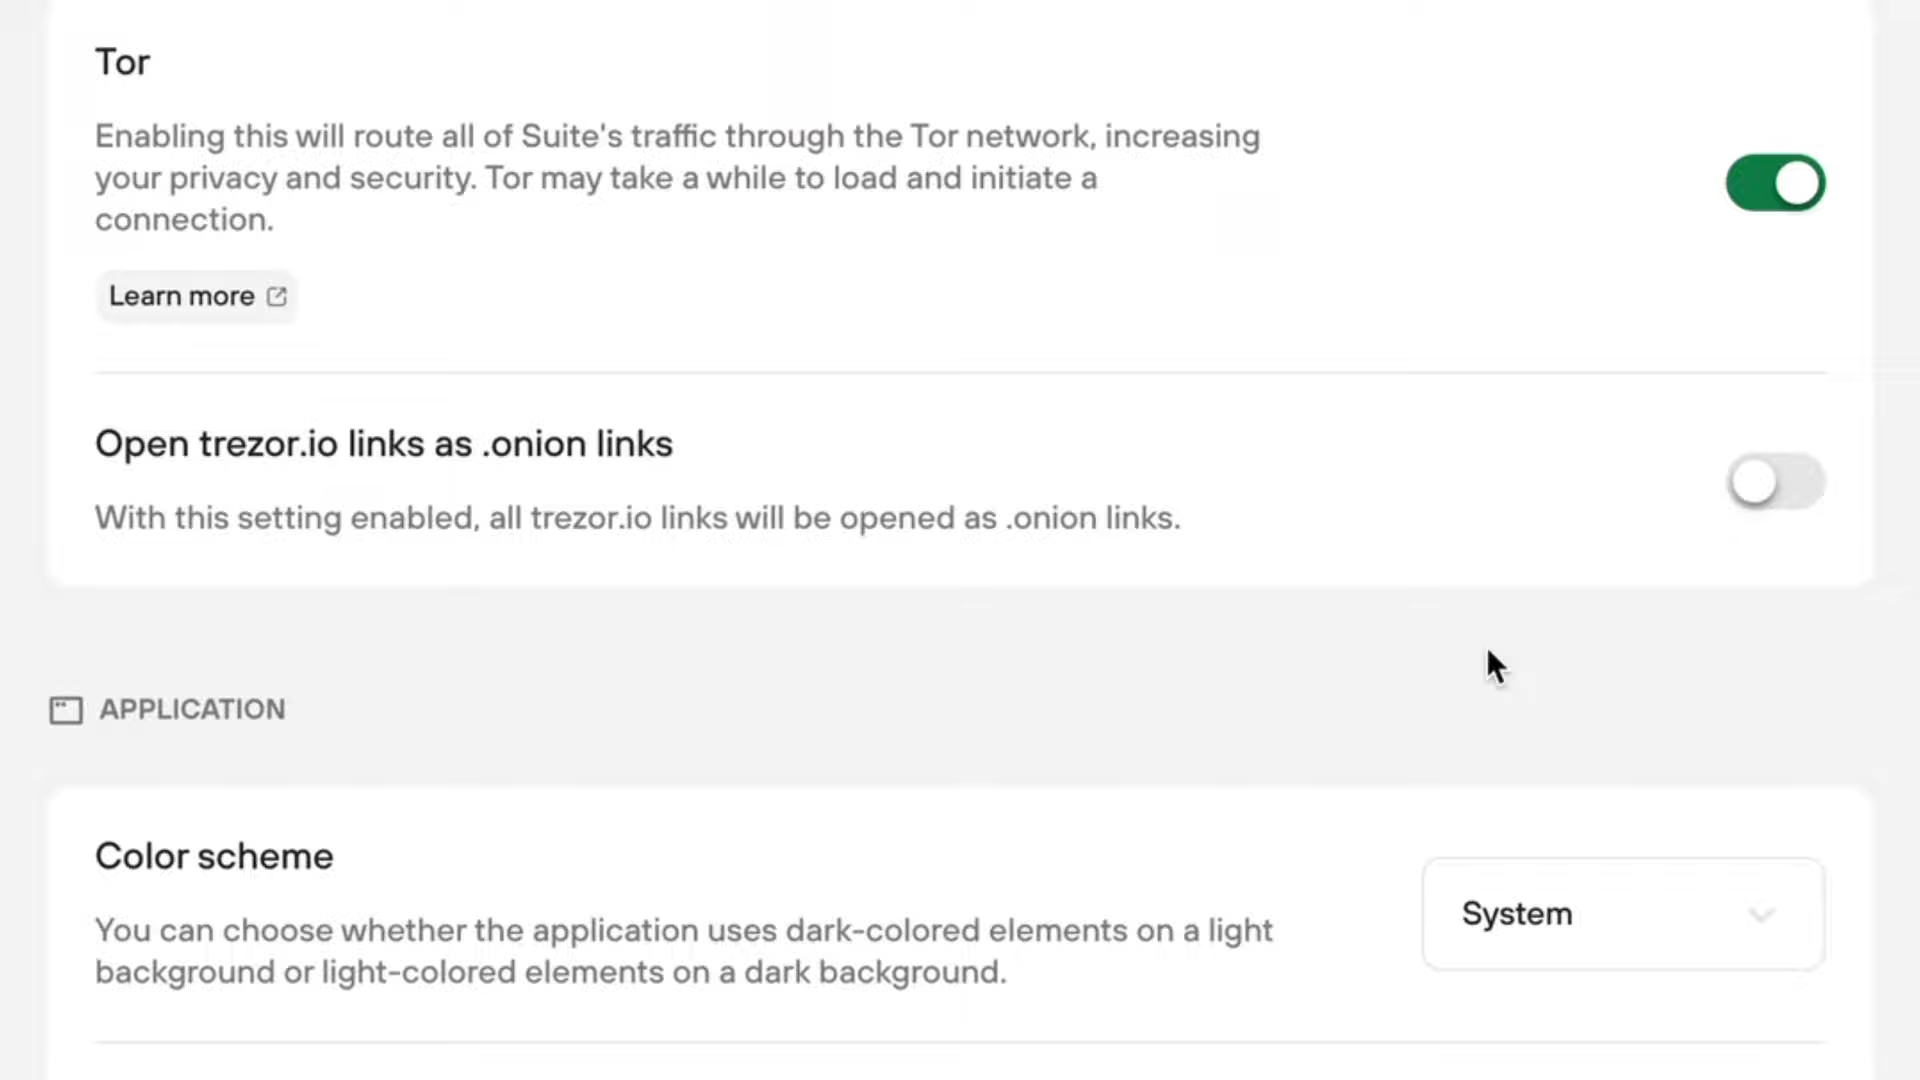 Tor
Enabling this will route all of Suite's traffic through the Tor network, increasing
your privacy and security. Tor may take a while to load and initiate a
connection.
Learn more
Open trezor.io links as .onion links
With this setting enabled, all trezor.io links will be opened as .onion links.
APPLICATION
Color scheme
System
You can choose whether the application uses dark-colored elements on a light
background or light-colored elements on a dark background.